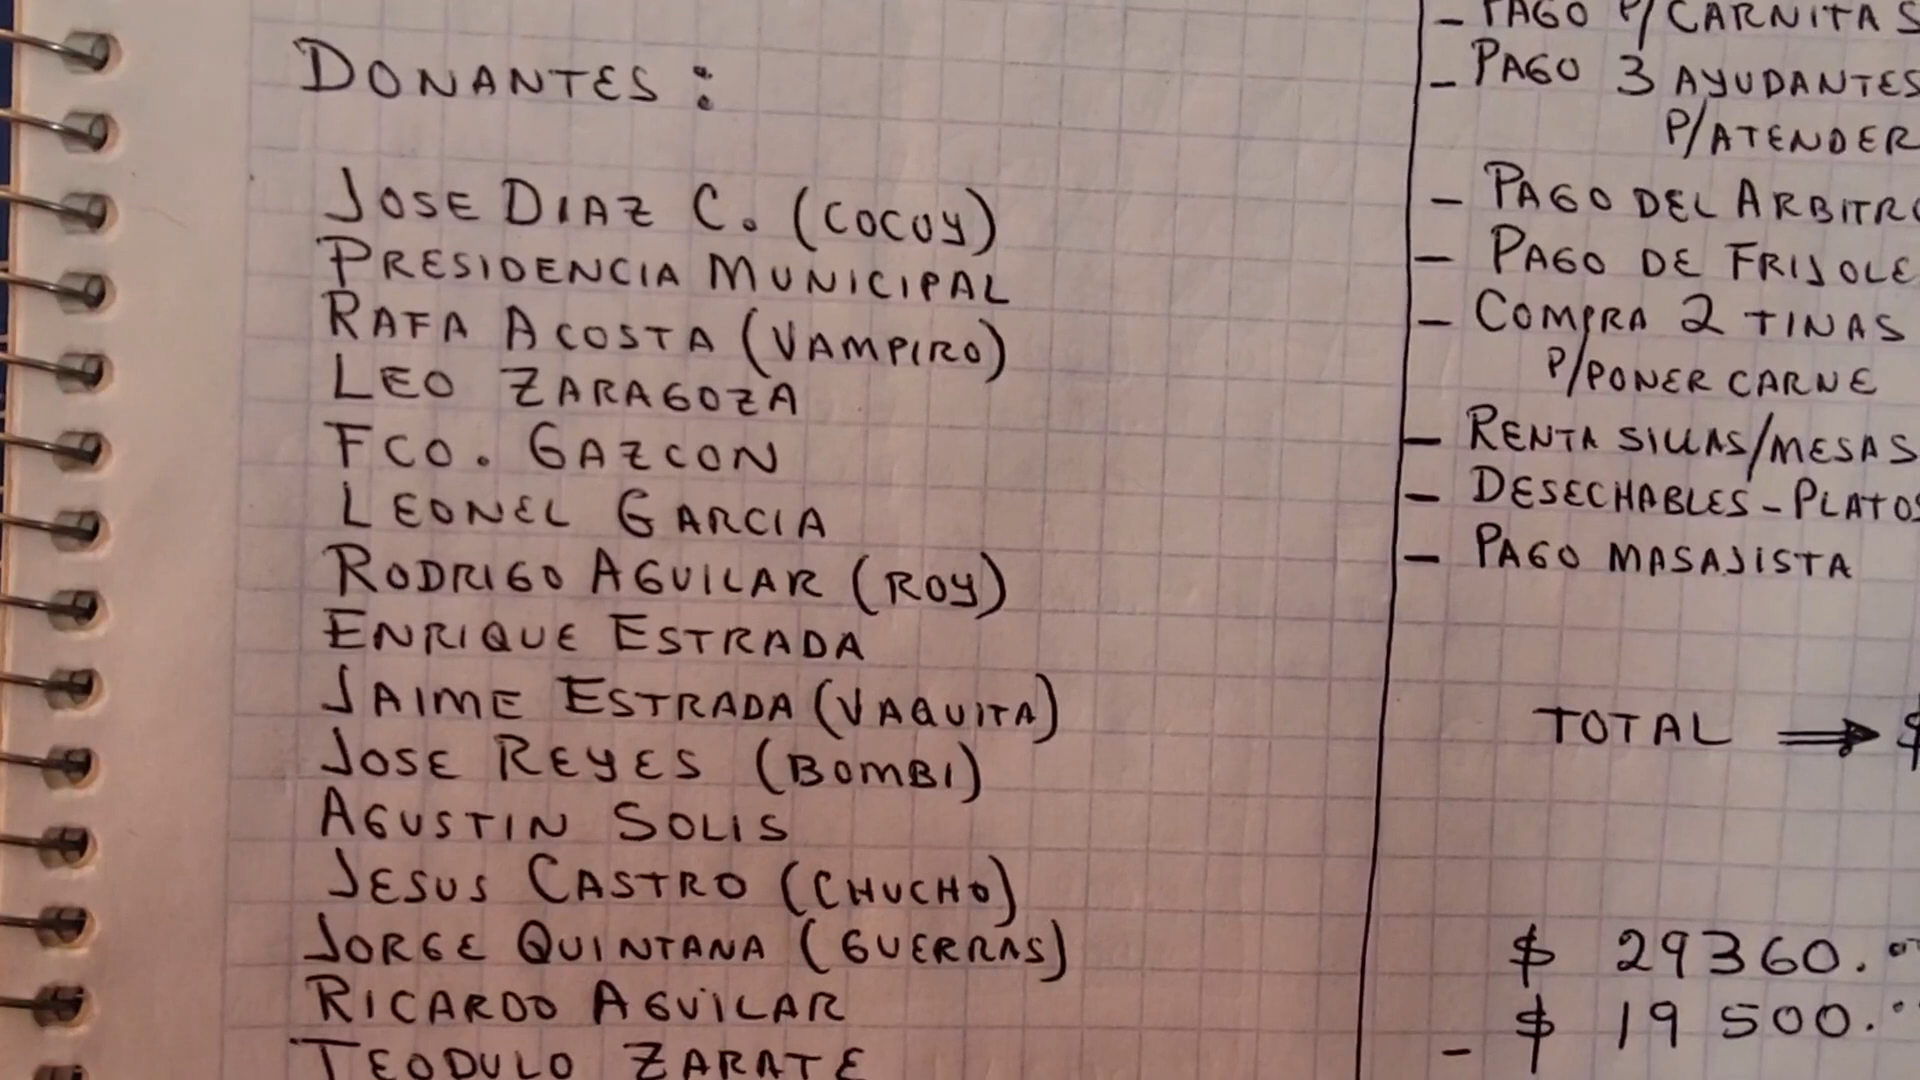 DONANTES:
JOSE DIAZ C. (COCOY)
PRESIDENCIA MUNICIPAL
RAFA ACOSTA (VAMPIRO)
LEO ZARAGOZA
FCO. GAZCON
LEONEL GARCIA
RODRIGO AGUILAR (ROY)
ENRIQUE ESTRADA
JAIME ESTRADA (VAQUITA)
JOSE REYES (BOMBI)
AGUSTIN SOLIS
JESUS CASTRO (CHUCHO)
JORGE QUINTANA (GUERRAS)
RICARDO AGUILAR
TEODULO ZARATE
- PAGO P/CARNITAS
- PAGO 3 AYUDANTES
P/ATENDER
- PAGO DEL ARBITRO
- PAGO DE FRIJOLE
- COMPRA 2 TINAS
P/PONER CARNE
- RENTA SILLAS/MESAS
- DESECHABLES - PLATOS
- PAGO MASAJISTA
TOTAL ⇒ $
$ 29360.
- $ 19 500.